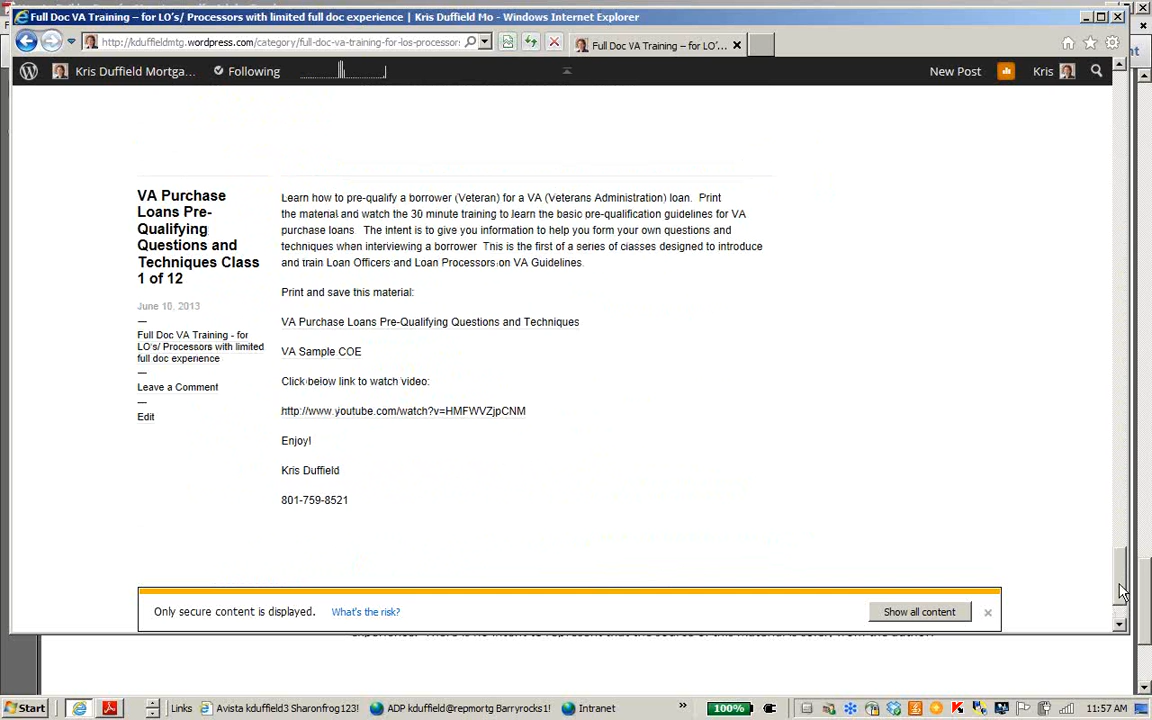 Full Doc VA Training – for LO's/ Processors with limited full doc experience | Kris Duffield Mo - Windows Internet Explorer
http://kduffieldmtg.wordpress.com/category/full-doc-va-training-for-los-processor
Full Doc VA Training – for LO'...
Kris Duffield Mortga...
Following
New Post
Kris
VA Purchase
Loans Pre-
Qualifying
Questions and
Techniques Class
1 of 12
June 10, 2013
—
Full Doc VA Training - for
LO's/ Processors with limited
full doc experience
—
Leave a Comment
—
Edit
Learn how to pre-qualify a borrower (Veteran) for a VA (Veterans Administration) loan. Print
the material and watch the 30 minute training to learn the basic pre-qualification guidelines for VA
purchase loans The intent is to give you information to help you form your own questions and
techniques when interviewing a borrower This is the first of a series of classes designed to introduce
and train Loan Officers and Loan Processors on VA Guidelines.
Print and save this material:
VA Purchase Loans Pre-Qualifying Questions and Techniques
VA Sample COE
Click below link to watch video:
http://www.youtube.com/watch?v=HMFWVZjpCNM
Enjoy!
Kris Duffield
801-759-8521
Only secure content is displayed.
What's the risk?
Show all content
Start
Links
Avista kduffield3 Sharonfrog123!
ADP kduffield@repmortg Barryrocks1!
Intranet
»
100%
11:57 AM